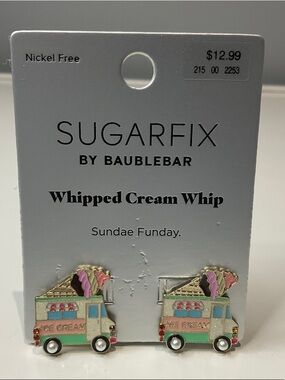 Nickel Free
$12.99
215 00 2253
SUGARFIX
BY BAUBLEBAR
Whipped Cream Whip
Sundae Funday.
ICE CREAM
ICE CREAM